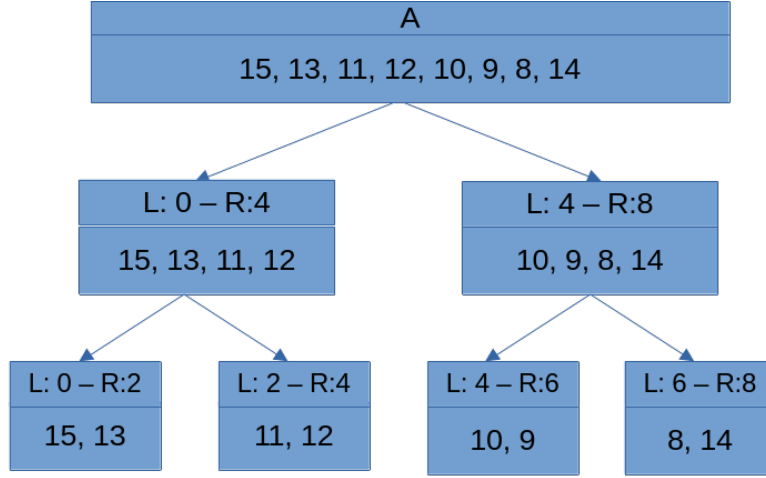 A
15, 13, 11, 12, 10, 9, 8, 14
L: 0 – R:4
15, 13, 11, 12
L: 4 – R:8
10, 9, 8, 14
L: 0 – R:2
15, 13
L: 2 – R:4
11, 12
L: 4 – R:6
10, 9
L: 6 – R:8
8, 14